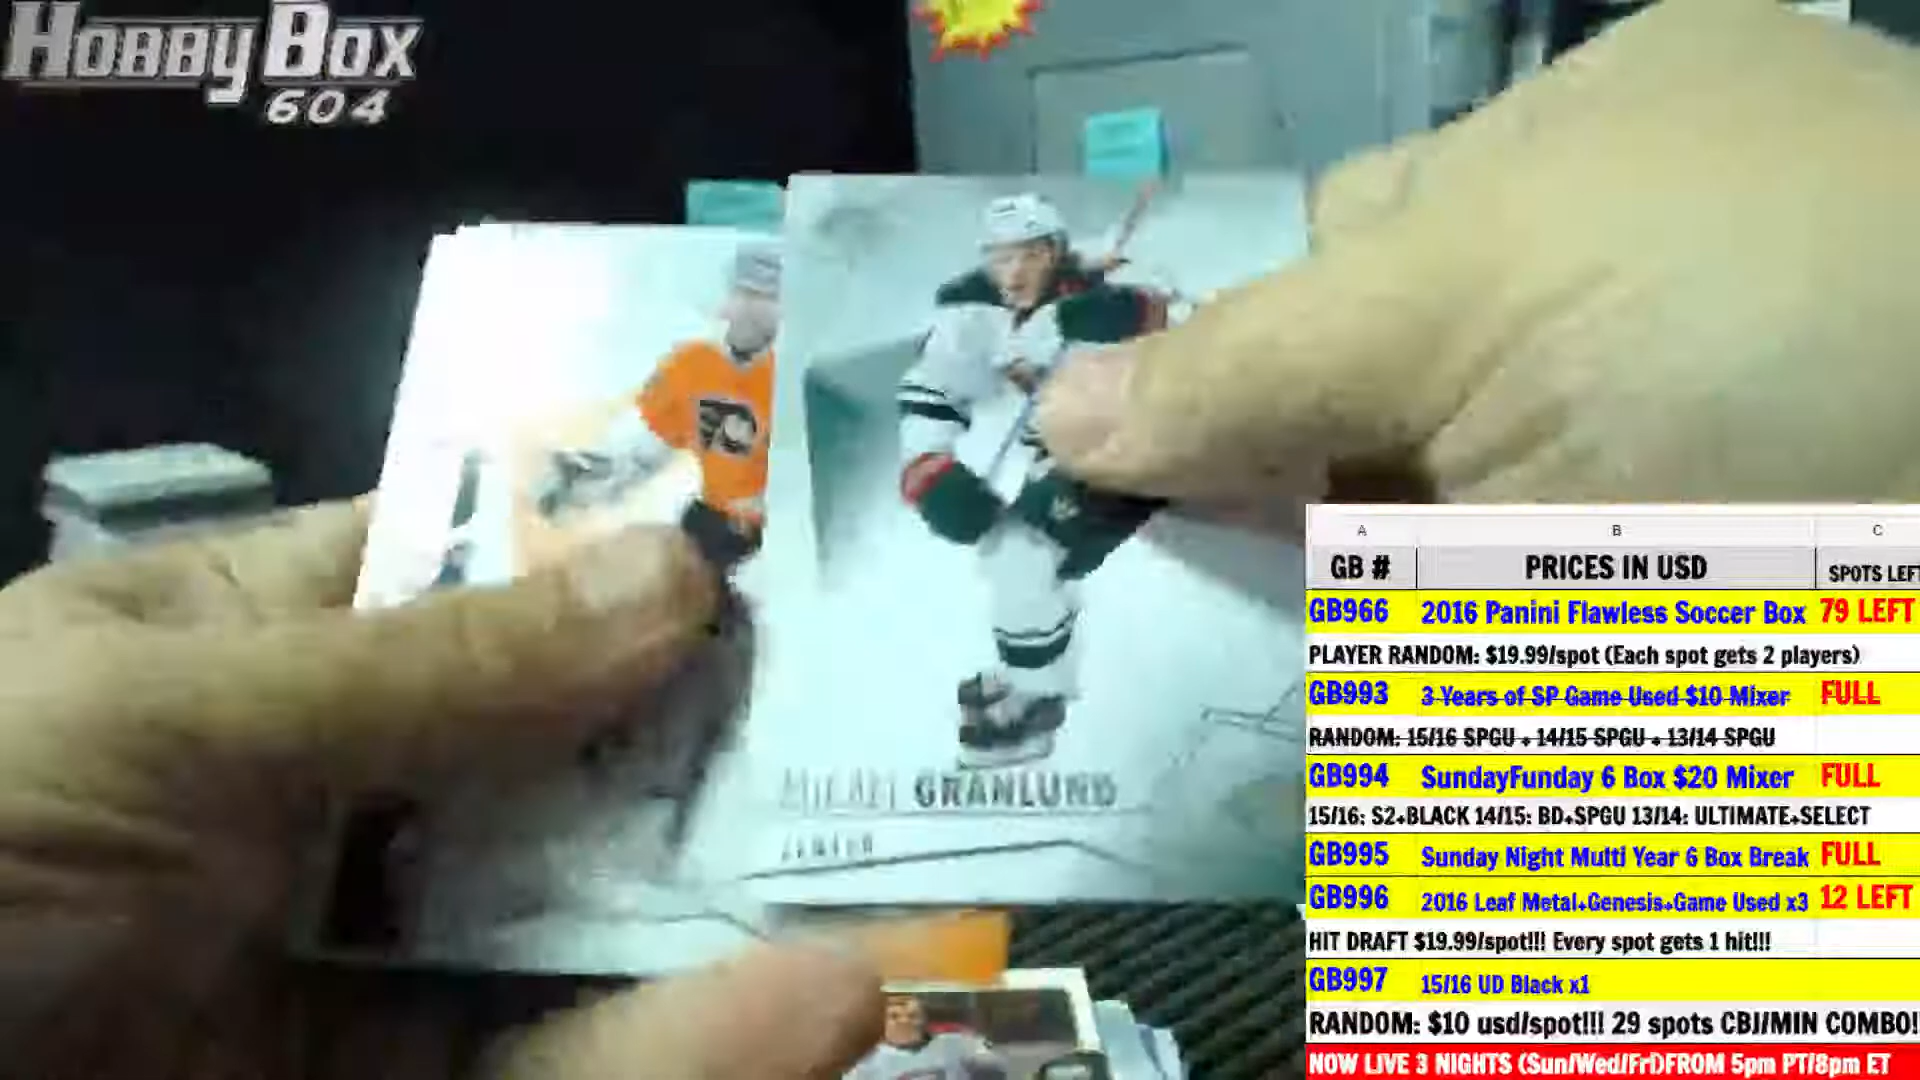 HOBBY BOX
604
MIKAEL GRANLUND
CENTER
A B C
GB # PRICES IN USD SPOTS LEFT
GB966 2016 Panini Flawless Soccer Box 79 LEFT
PLAYER RANDOM: $19.99/spot (Each spot gets 2 players)
GB993 3 Years of SP Game Used $10 Mixer FULL
RANDOM: 15/16 SPGU + 14/15 SPGU + 13/14 SPGU
GB994 SundayFunday 6 Box $20 Mixer FULL
15/16: S2+BLACK 14/15: BD+SPGU 13/14: ULTIMATE+SELECT
GB995 Sunday Night Multi Year 6 Box Break FULL
GB996 2016 Leaf Metal+Genesis+Game Used x3 12 LEFT
HIT DRAFT $19.99/spot!!! Every spot gets 1 hit!!!
GB997 15/16 UD Black x1
RANDOM: $10 usd/spot!!! 29 spots CBJ/MIN COMBO!!
NOW LIVE 3 NIGHTS (Sun/Wed/Fri)FROM 5pm PT/8pm ET